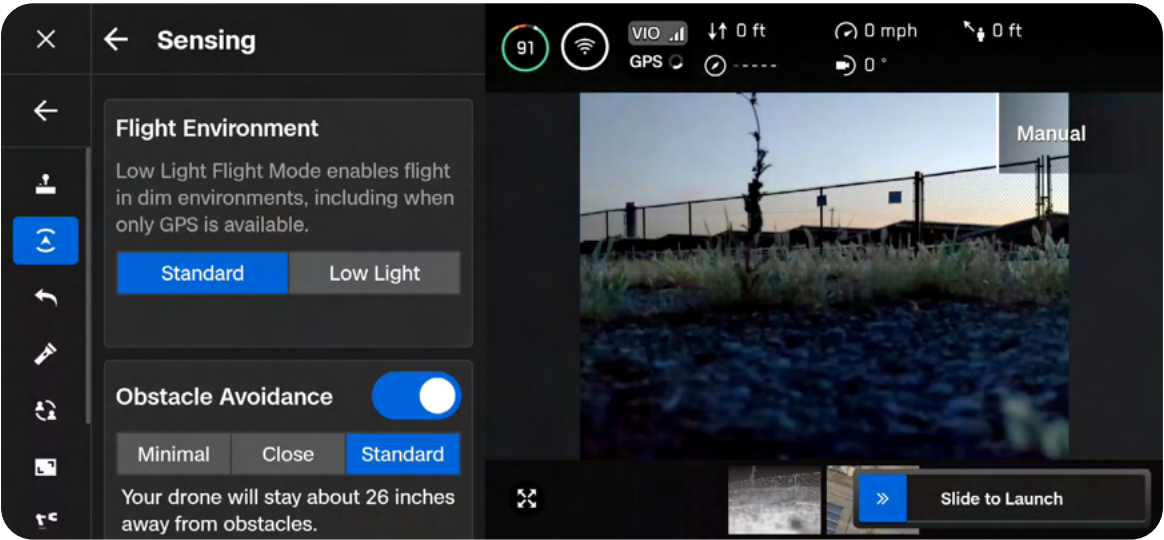 Sensing
Flight Environment
Low Light Flight Mode enables flight
in dim environments, including when
only GPS is available.
Standard Low Light
Obstacle Avoidance
Minimal Close Standard
Your drone will stay about 26 inches
away from obstacles.
91 VIO 0 ft 0 mph 0 ft
GPS ----- 0 °
Manual
Slide to Launch